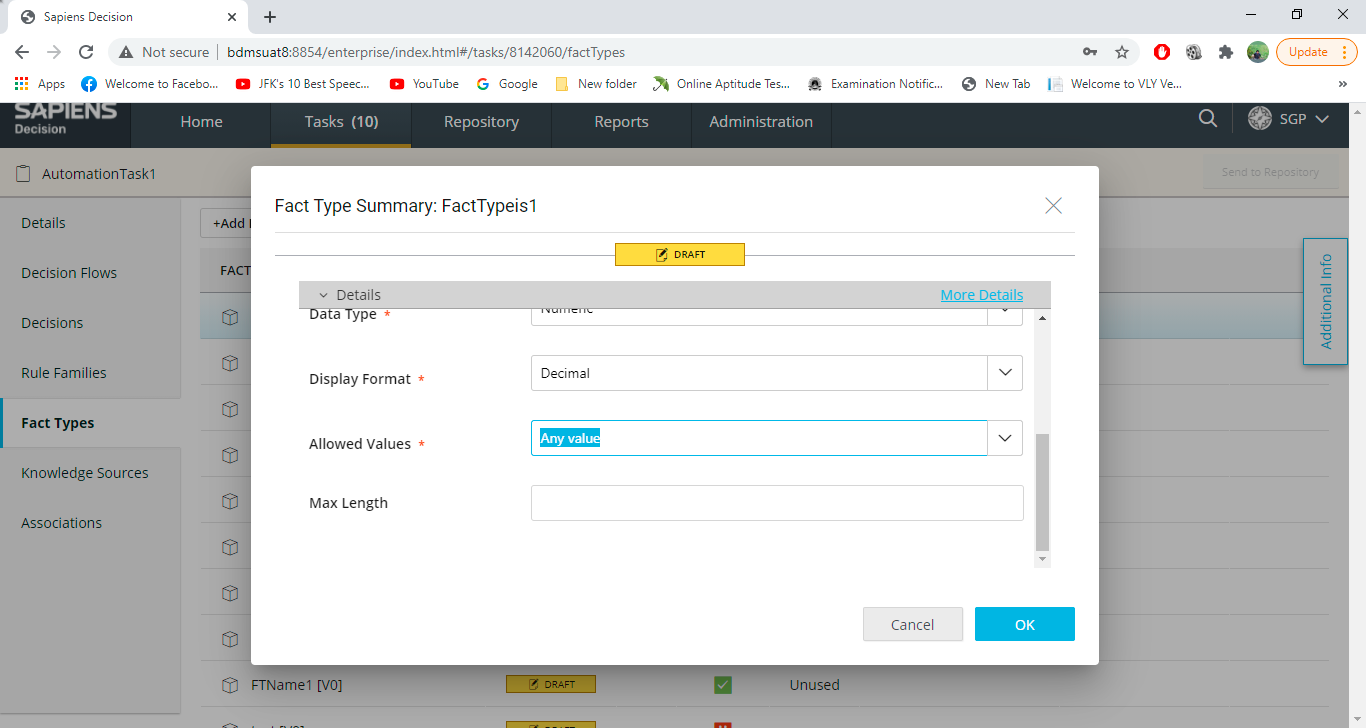 Sapiens Decision
Not secure
bdmsuat8:8854/enterprise/index.html#/tasks/8142060/factTypes
Update
Apps
Welcome to Facebo...
JFK's 10 Best Speec...
YouTube
Google
New folder
Online Aptitude Tes...
Examination Notific...
New Tab
Welcome to VLY Ve...
»
SAPIENS
Decision
Home
Tasks (10)
Repository
Reports
Administration
SGP
AutomationTask1
Send to Repository
Details
Decision Flows
Decisions
Rule Families
Fact Types
Knowledge Sources
Associations
+Add
FACT
Fact Type Summary: FactTypeis1
DRAFT
Details
More Details
Data Type *
Numeric
Display Format *
Decimal
Allowed Values *
Any value
Max Length
Cancel
OK
Additional Info
FTName1 [V0]
DRAFT
Unused